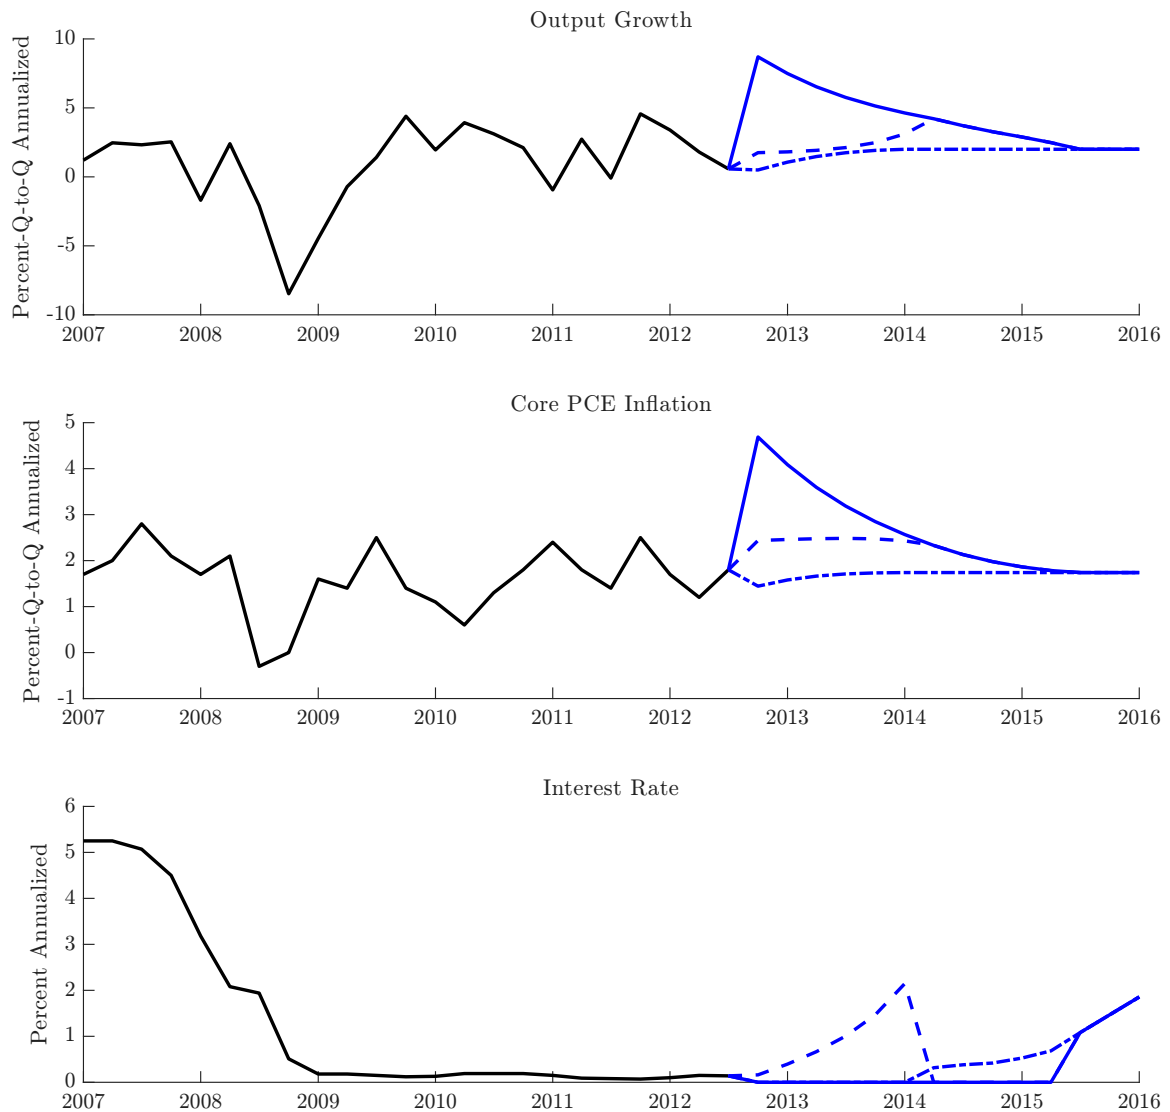 Output Growth
Percent-Q-to-Q Annualized
10
5
0
-5
-10
2007 2008 2009 2010 2011 2012 2013 2014 2015 2016
Core PCE Inflation
Percent-Q-to-Q Annualized
5
4
3
2
1
0
-1
2007 2008 2009 2010 2011 2012 2013 2014 2015 2016
Interest Rate
Percent Annualized
6
5
4
3
2
1
0
2007 2008 2009 2010 2011 2012 2013 2014 2015 2016